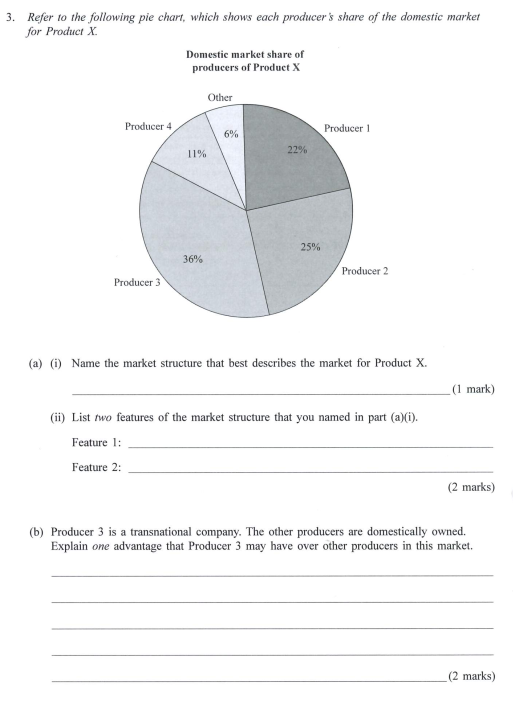 3. Refer to the following pie chart, which shows each producer's share of the domestic market
for Product X.
Domestic market share of
producers of Product X
Other
Producer 4
6%
Producer 1
11%
22%
36%
25%
Producer 2
Producer 3
(a) (i) Name the market structure that best describes the market for Product X.
(1 mark)
(ii) List two features of the market structure that you named in part (a)(i).
Feature 1:
Feature 2:
(2 marks)
(b) Producer 3 is a transnational company. The other producers are domestically owned.
Explain one advantage that Producer 3 may have over other producers in this market.
(2 marks)